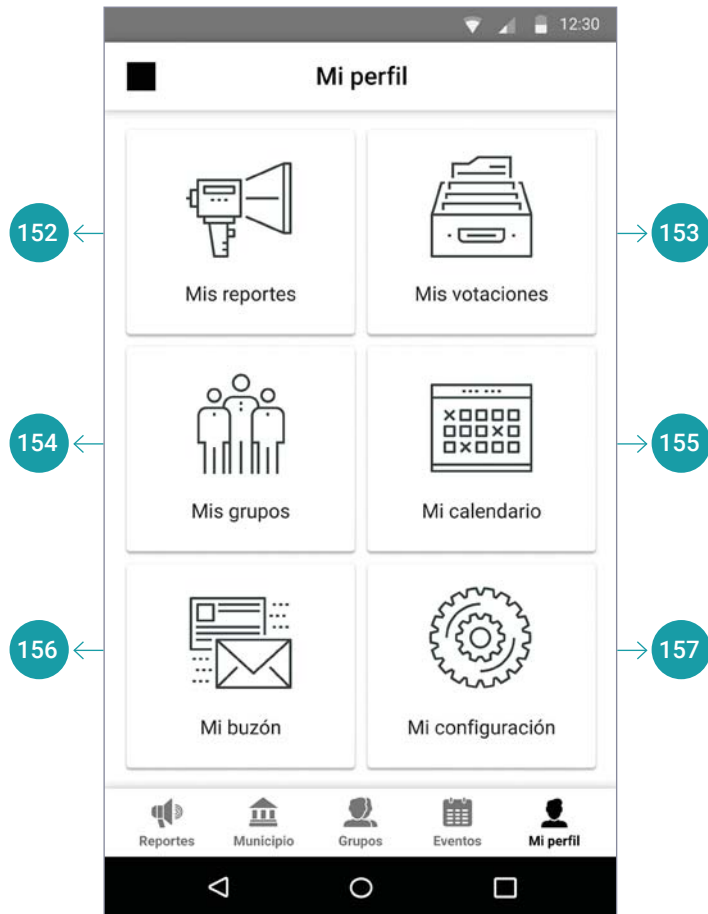 12:30
Mi perfil
152
153
Mis reportes
Mis votaciones
154
155
Mis grupos
Mi calendario
156
157
Mi buzón
Mi configuración
Reportes
Municipio
Grupos
Eventos
Mi perfil